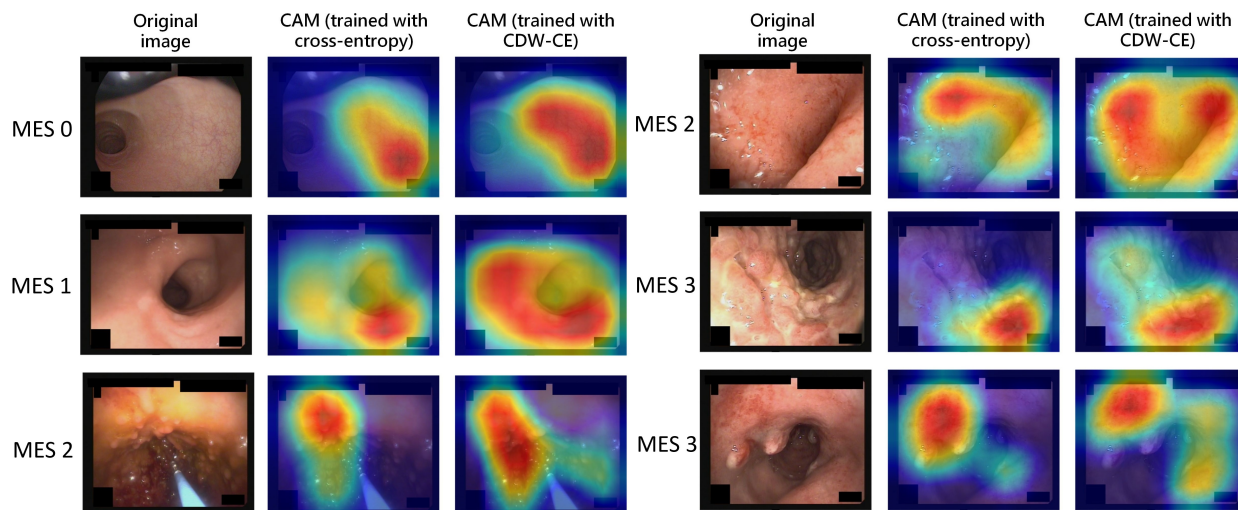 Original
image
CAM (trained with
cross-entropy)
CAM (trained with
CDW-CE)
MES 0
MES 1
MES 2
Original
image
CAM (trained with
cross-entropy)
CAM (trained with
CDW-CE)
MES 2
MES 3
MES 3